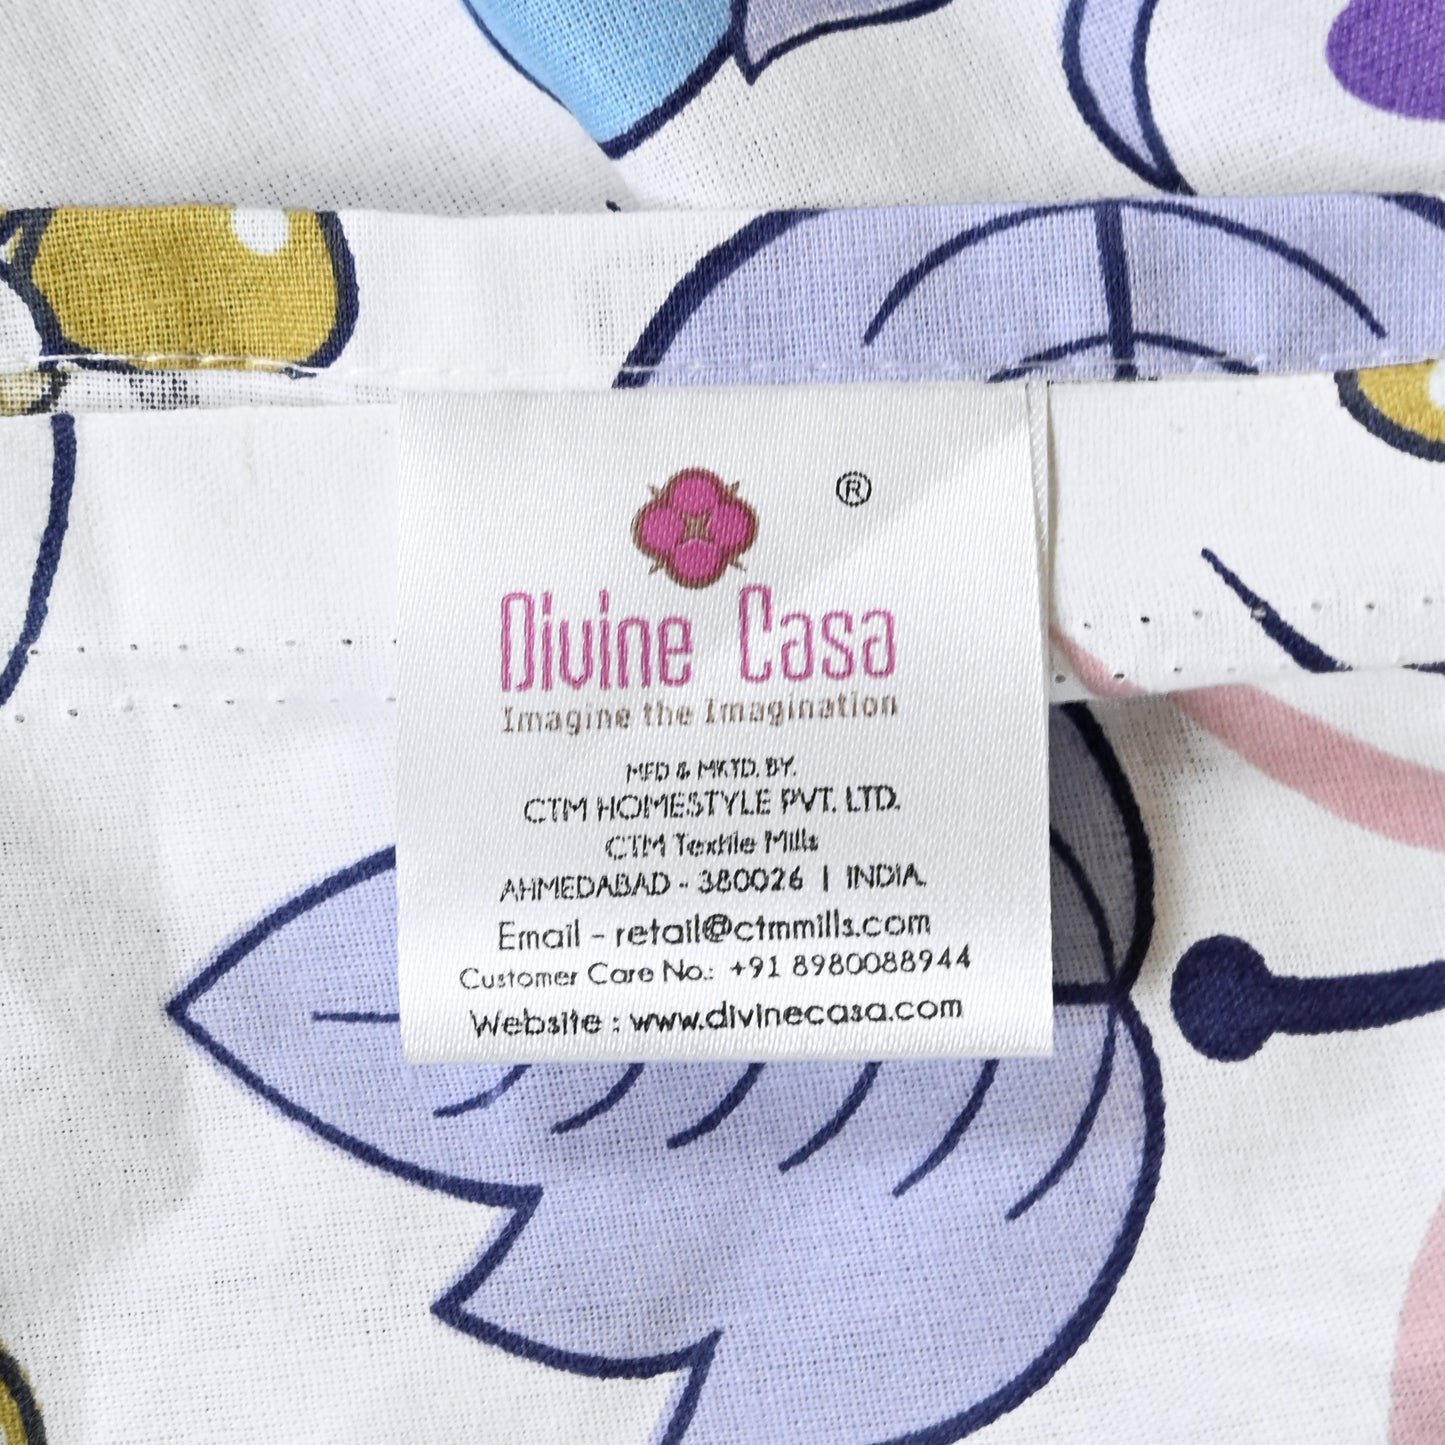 ®
Divine Casa
Imagine the Imagination
MFD & MKTD. BY.
CTM HOMESTYLE PVT. LTD.
CTM Textile Mills
AHMEDABAD - 380026 | INDIA.
Email - retail@ctmmills.com
Customer Care No.: +91 8980088944
Website : www.divinecasa.com